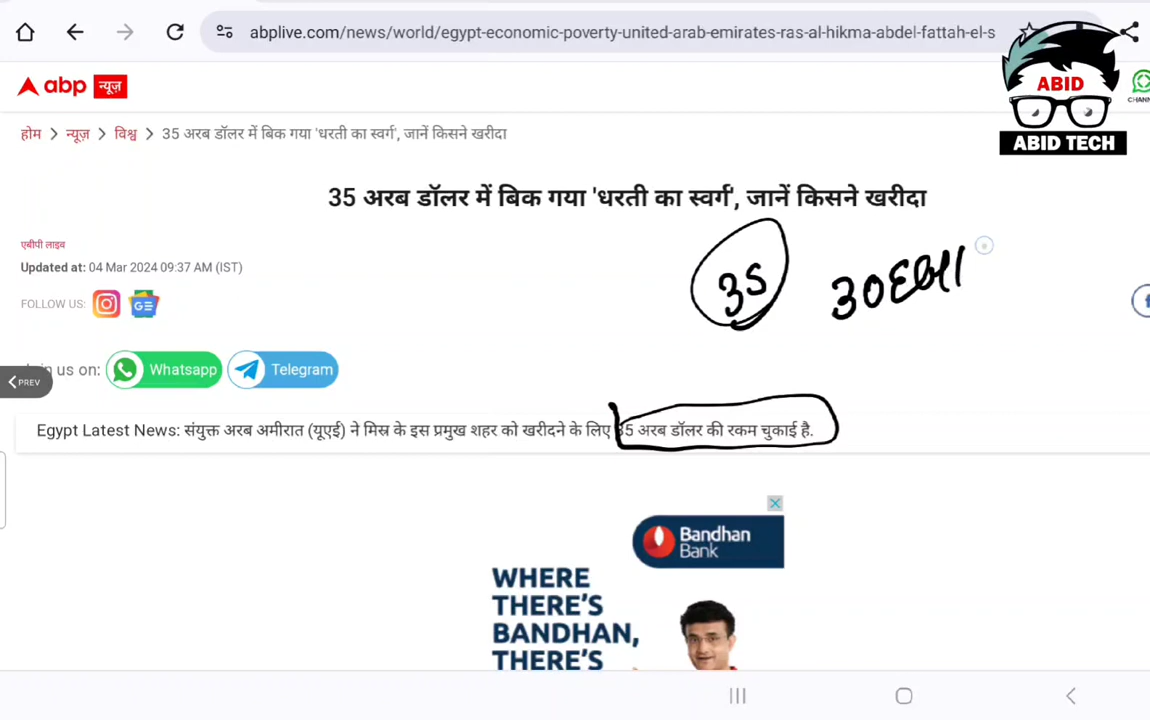 abplive.com/news/world/egypt-economic-poverty-united-arab-emirates-ras-al-hikma-abdel-fattah-el-s
abp न्यूज़
ABID
CHANN
ABID TECH
होम > न्यूज़ > विश्व > 35 अरब डॉलर में बिक गया 'धरती का स्वर्ग', जानें किसने खरीदा
35 अरब डॉलर में बिक गया 'धरती का स्वर्ग', जानें किसने खरीदा
एबीपी लाइव
Updated at: 04 Mar 2024 09:37 AM (IST)
35
FOLLOW US: GE
us on: Whatsapp Telegram
PREV
Egypt Latest News: संयुक्त अरब अमीरात (यूएई) ने मिस्र के इस प्रमुख शहर को खरीदने के लिए 35 अरब डॉलर की रकम चुकाई है.
Bandhan
Bank
WHERE
THERE'S
BANDHAN,
THERE'S